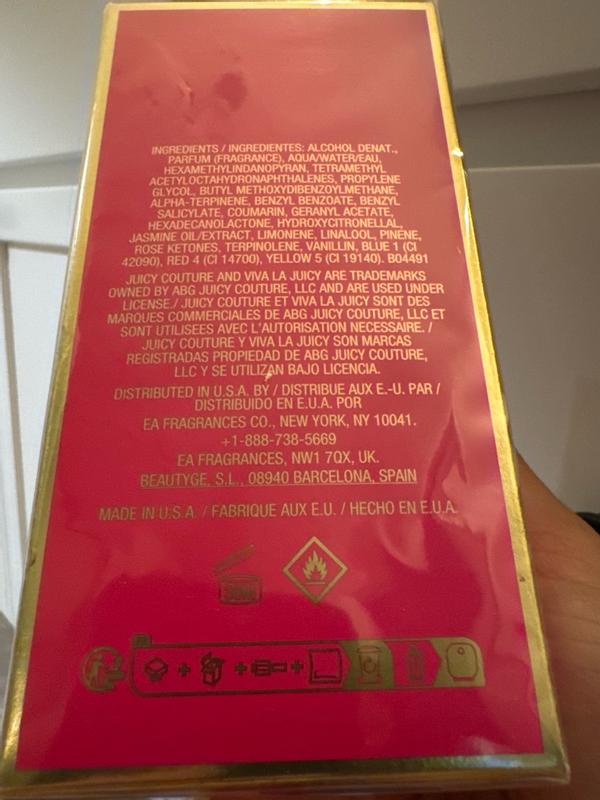 INGREDIENTS / INGREDIENTES: ALCOHOL DENAT.,
PARFUM (FRAGRANCE), AQUA/WATER/EAU,
HEXAMETHYLINDANOPYRAN, TETRAMETHYL
ACETYLOCTAHYDRONAPHTHALENES, PROPYLENE
GLYCOL, BUTYL METHOXYDIBENZOYLMETHANE,
ALPHA-TERPINENE, BENZYL BENZOATE, BENZYL
SALICYLATE, COUMARIN, GERANYL ACETATE,
HEXADECANOLACTONE, HYDROXYCITRONELLAL,
JASMINE OIL/EXTRACT, LIMONENE, LINALOOL, PINENE,
ROSE KETONES, TERPINOLENE, VANILLIN, BLUE 1 (CI
42090), RED 4 (CI 14700), YELLOW 5 (CI 19140). B04491
JUICY COUTURE AND VIVA LA JUICY ARE TRADEMARKS
OWNED BY ABG JUICY COUTURE, LLC AND ARE USED UNDER
LICENSE./ JUICY COUTURE ET VIVA LA JUICY SONT DES
MARQUES COMMERCIALES DE ABG JUICY COUTURE, LLC ET
SONT UTILISEES AVEC L'AUTORISATION NECESSAIRE. /
JUICY COUTURE Y VIVA LA JUICY SON MARCAS
REGISTRADAS PROPIEDAD DE ABG JUICY COUTURE,
LLC Y SE UTILIZAN BAJO LICENCIA.
DISTRIBUTED IN U.S.A. BY / DISTRIBUE AUX E.-U. PAR /
DISTRIBUIDO EN E.U.A. POR
EA FRAGRANCES CO., NEW YORK, NY 10041.
+1-888-738-5669
EA FRAGRANCES, NW1 7QX, UK.
BEAUTYGE, S.L., 08940 BARCELONA, SPAIN
MADE IN U.S.A. / FABRIQUE AUX E.U. / HECHO EN E.U.A.